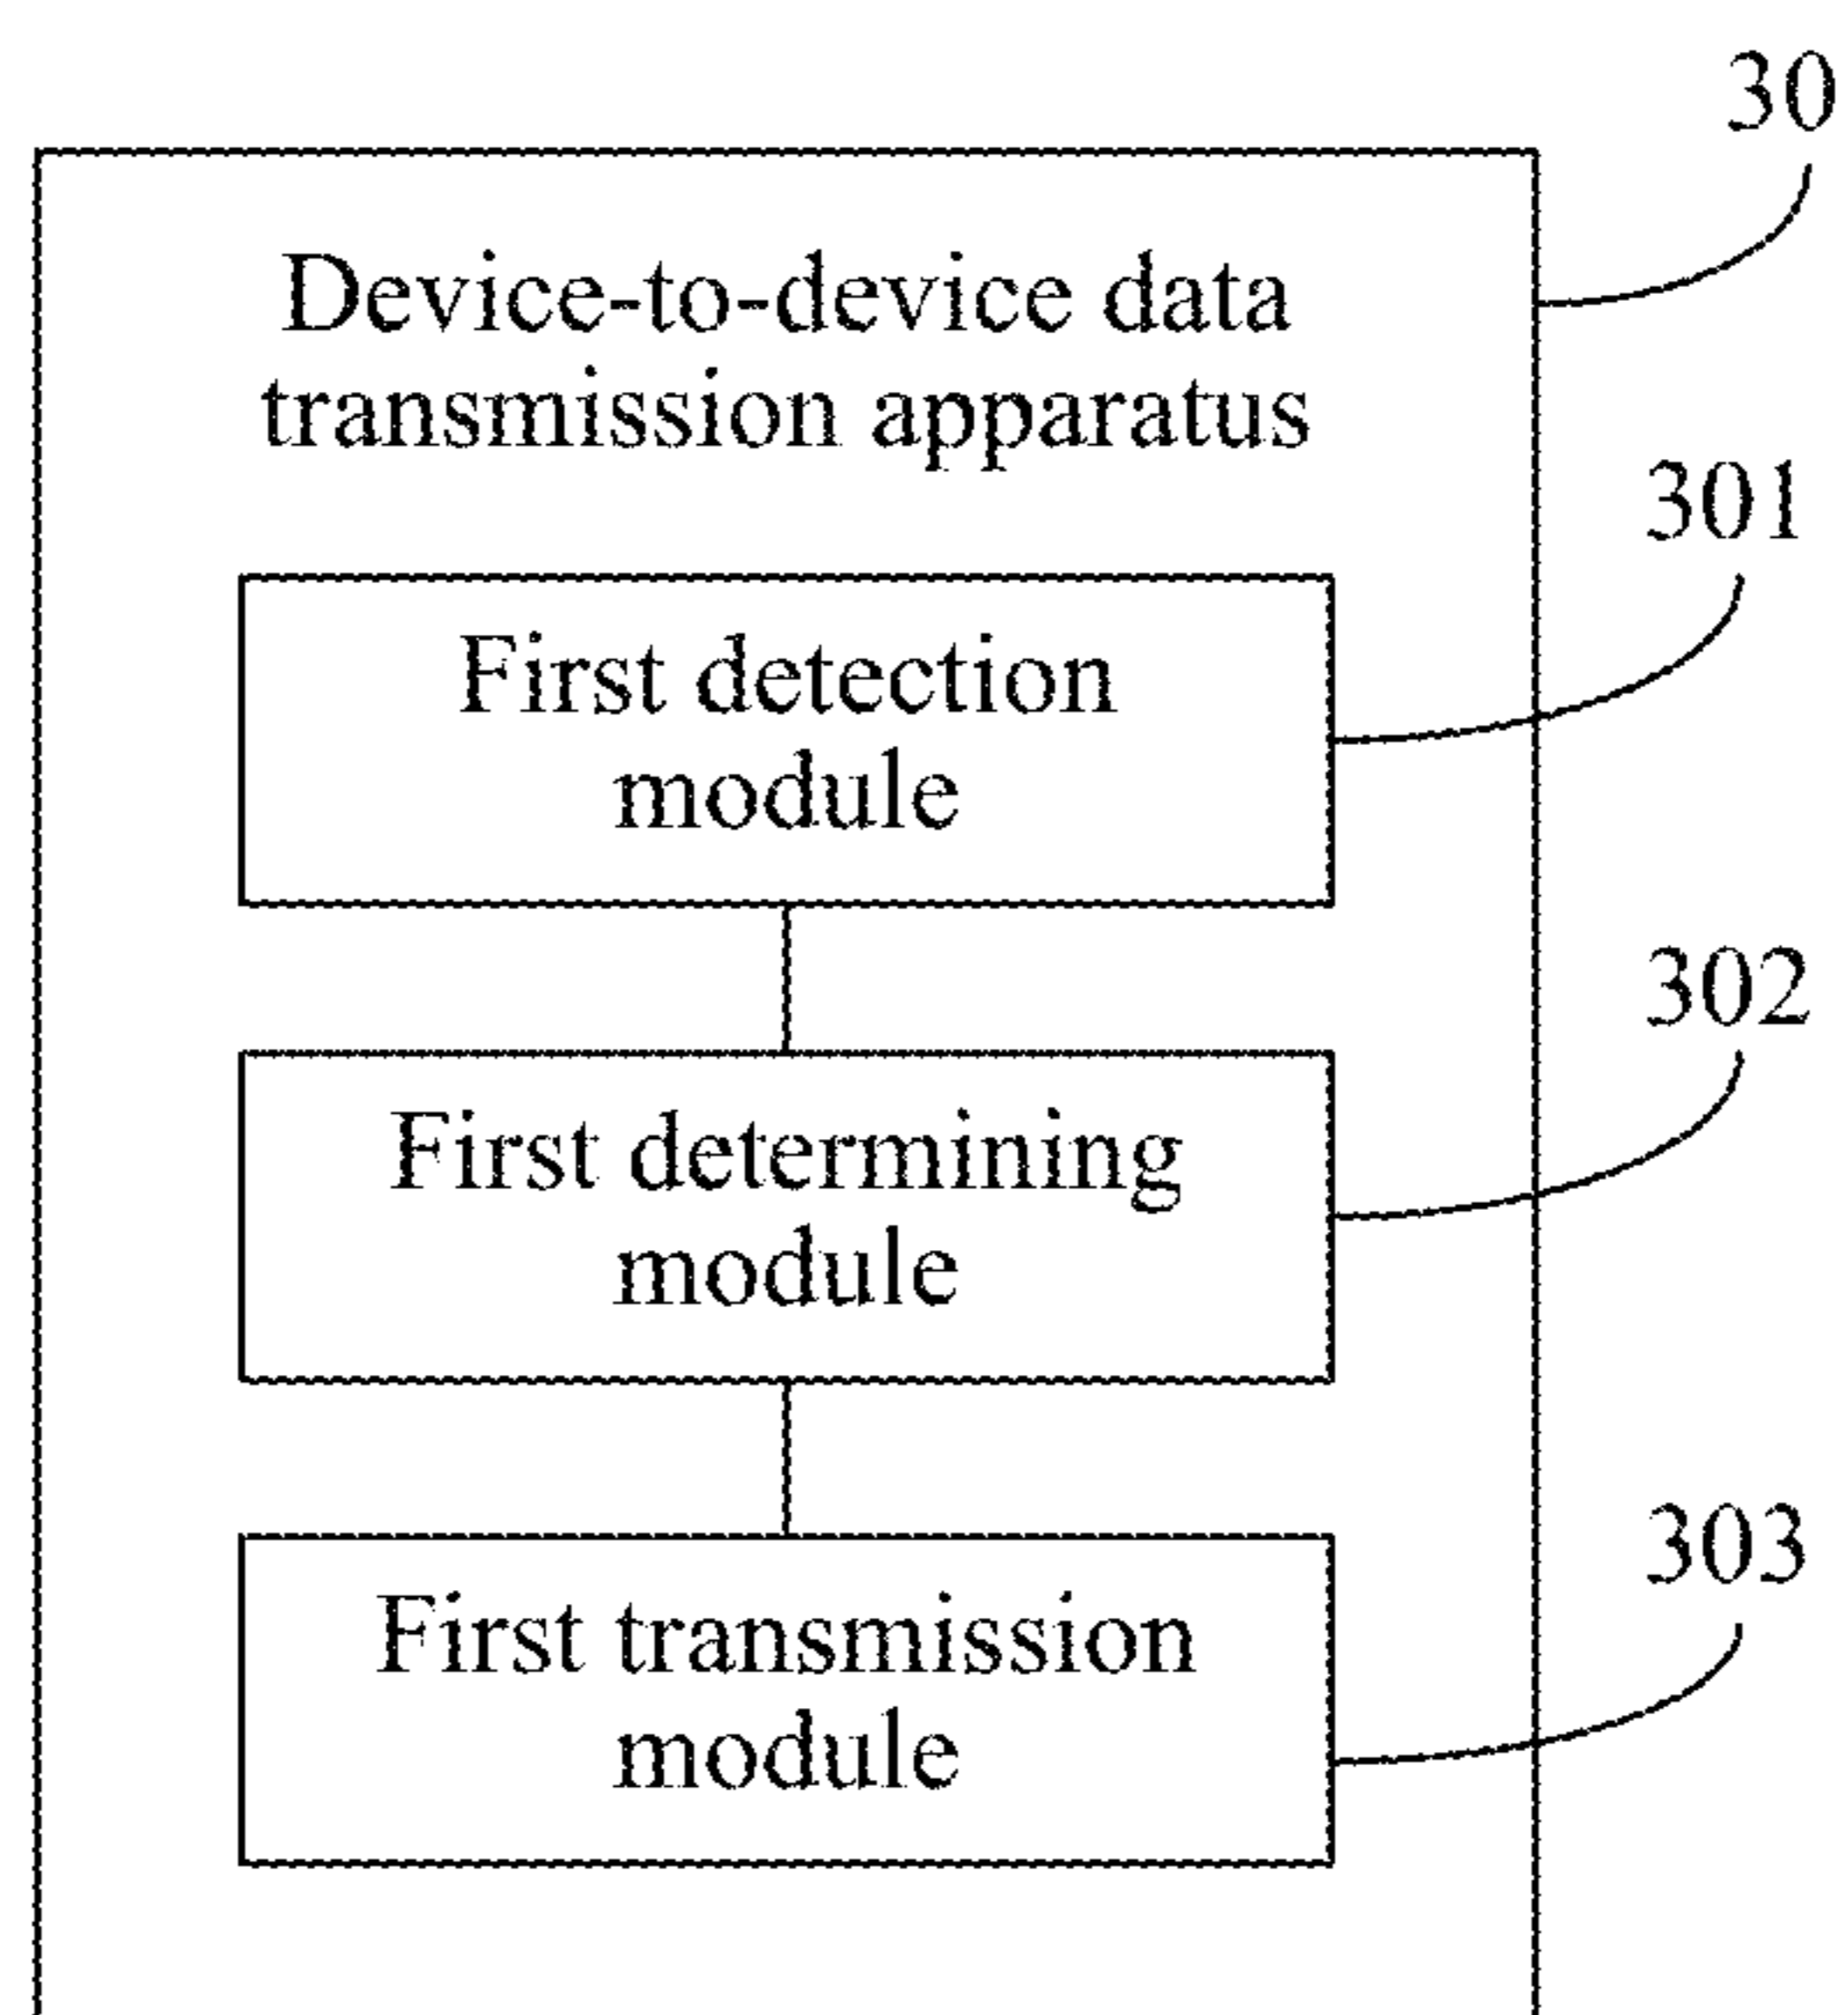 30
Device-to-device data
transmission apparatus
301
First detection
module
302
First determining
module
303
First transmission
module